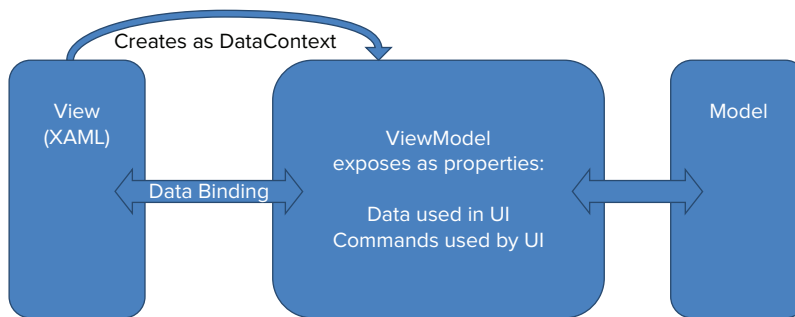 Creates as DataContext
View
(XAML)
Data Binding
ViewModel
exposes as properties:
Data used in UI
Commands used by UI
Model